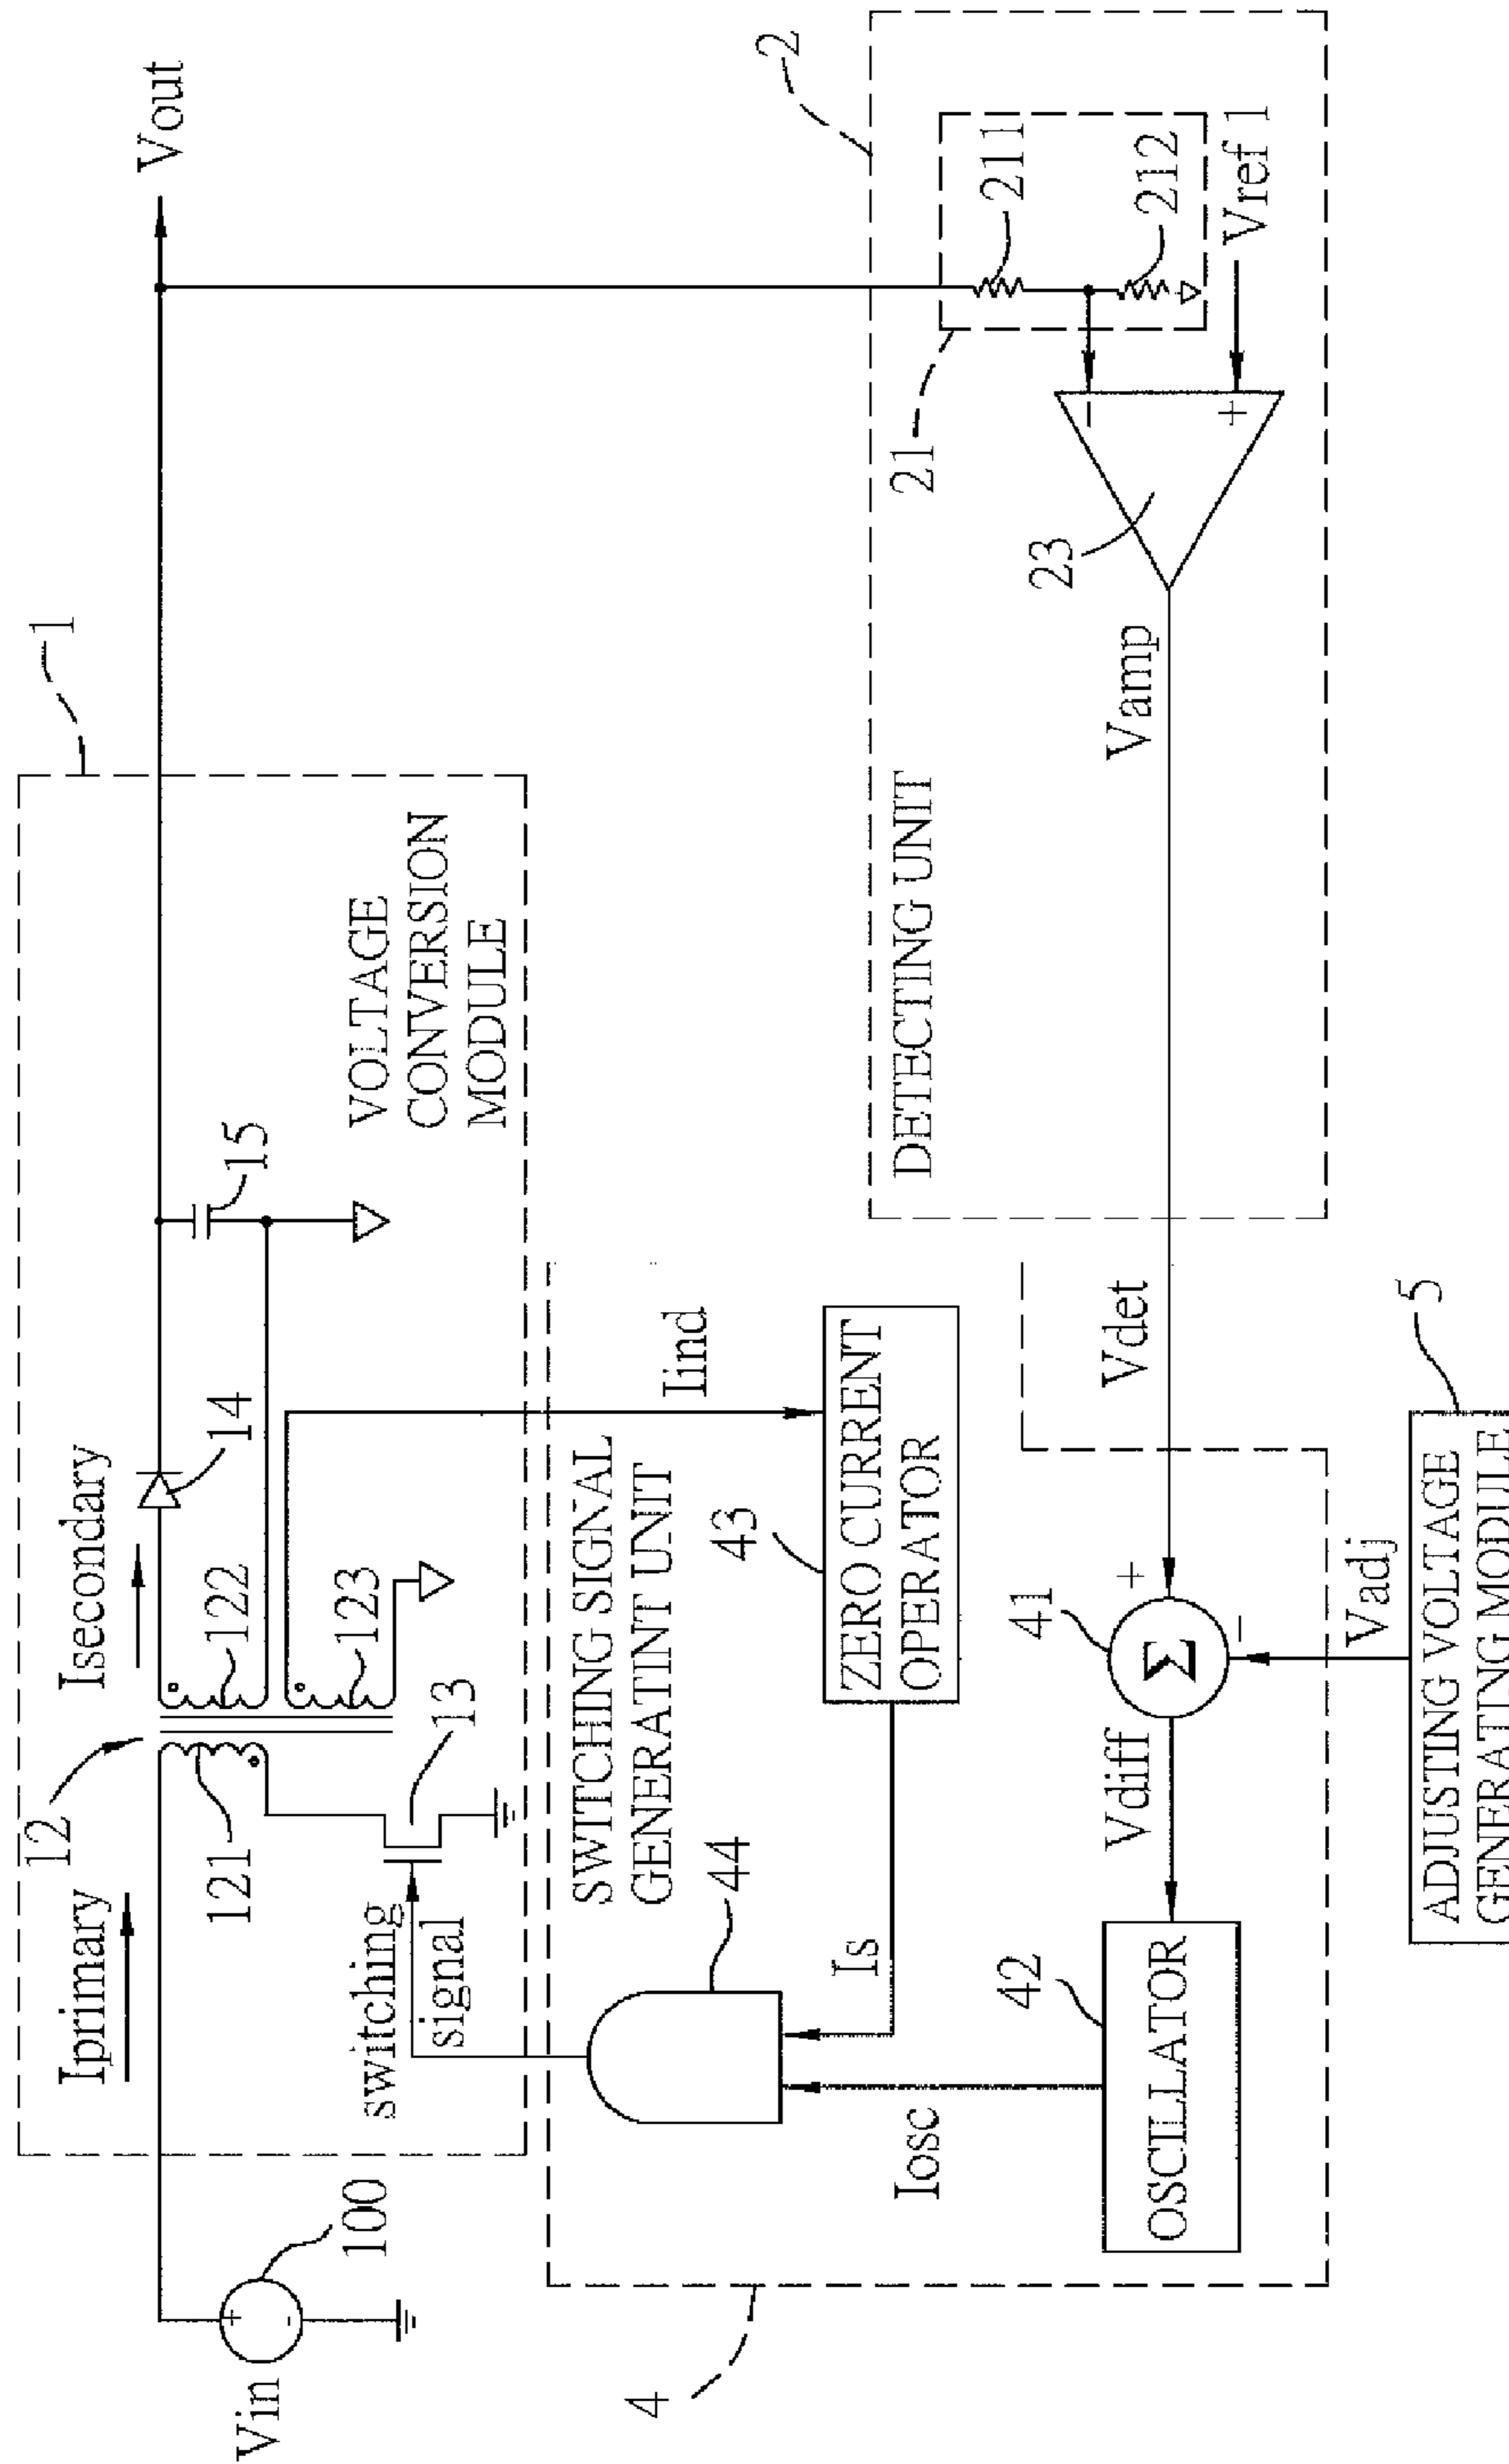 Vin
100
Iprimary
12
121
Isecondary
122
123
13
14
15
1
Vout
VOLTAGE
CONVERSION
MODULE
switching
signal
SWITCHING SIGNAL
GENERATINT UNIT
44
Is
43
ZERO CURRENT
OPERATOR
Iind
Iosc
4
42
OSCILLATOR
Vdiff
41
Σ
+
-
Vdet
Vadj
5
ADJUSTING VOLTAGE
GENERATING MODULE
DETECTING UNIT
Vamp
23
21
2
211
212
Vref 1
-
+
+
-